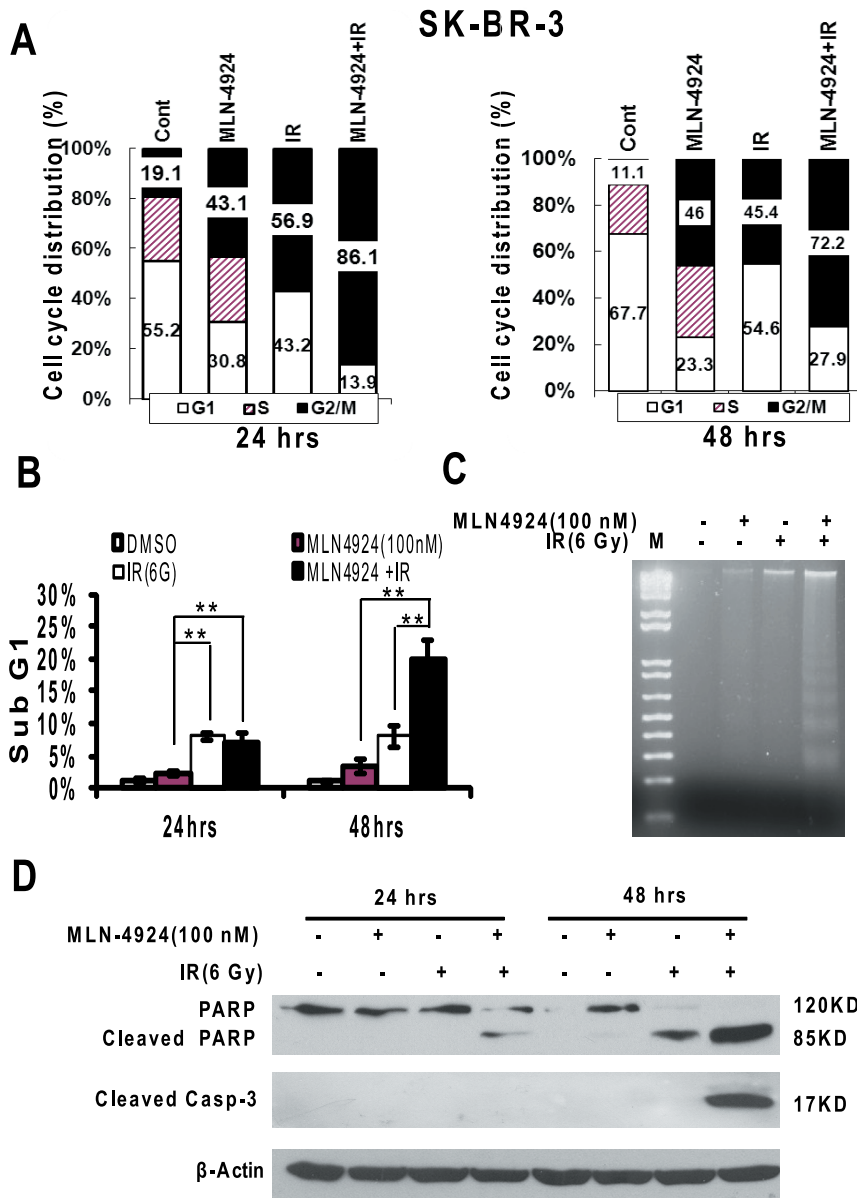 SK-BR-3
A
Cell cycle distribution (%)
Cont
MLN-4924
IR
MLN-4924+IR
100%
80%
60%
40%
20%
0%
19.1
55.2
43.1
30.8
56.9
43.2
86.1
13.9
G1 S G2/M
24 hrs
Cell cycle distribution (%)
Cont
MLN-4924
IR
MLN-4924+IR
100%
80%
60%
40%
20%
0%
11.1
67.7
46
23.3
45.4
54.6
72.2
27.9
G1 S G2/M
48 hrs
B
DMSO MLN4924(100nM)
IR(6G) MLN4924 +IR
Sub G1
30%
25%
20%
15%
10%
5%
0%
**
**
**
**
24hrs 48hrs
C
MLN4924(100 nM) - + - +
IR(6 Gy) M - - + +
D
24 hrs 48 hrs
MLN-4924(100 nM) - + - + - + - +
IR(6 Gy) - - + + - - + +
PARP 120KD
Cleaved PARP 85KD
Cleaved Casp-3 17KD
β-Actin